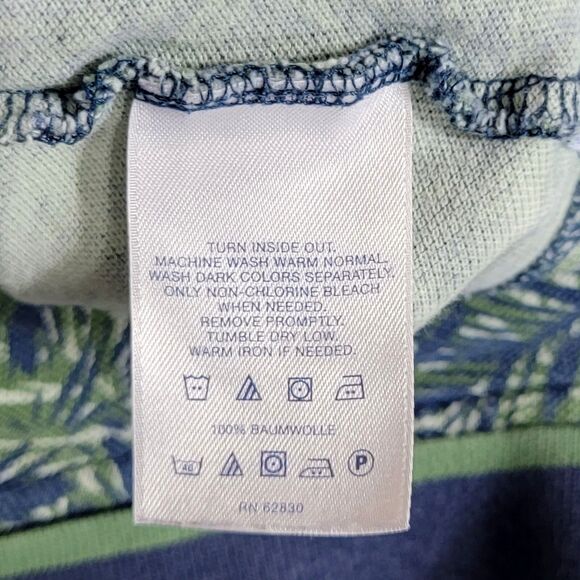 TURN INSIDE OUT.
MACHINE WASH WARM NORMAL.
WASH DARK COLORS SEPARATELY.
ONLY NON-CHLORINE BLEACH
WHEN NEEDED.
REMOVE PROMPTLY.
TUMBLE DRY LOW.
WARM IRON IF NEEDED.
100% BAUMWOLLE
40 P
RN 62830